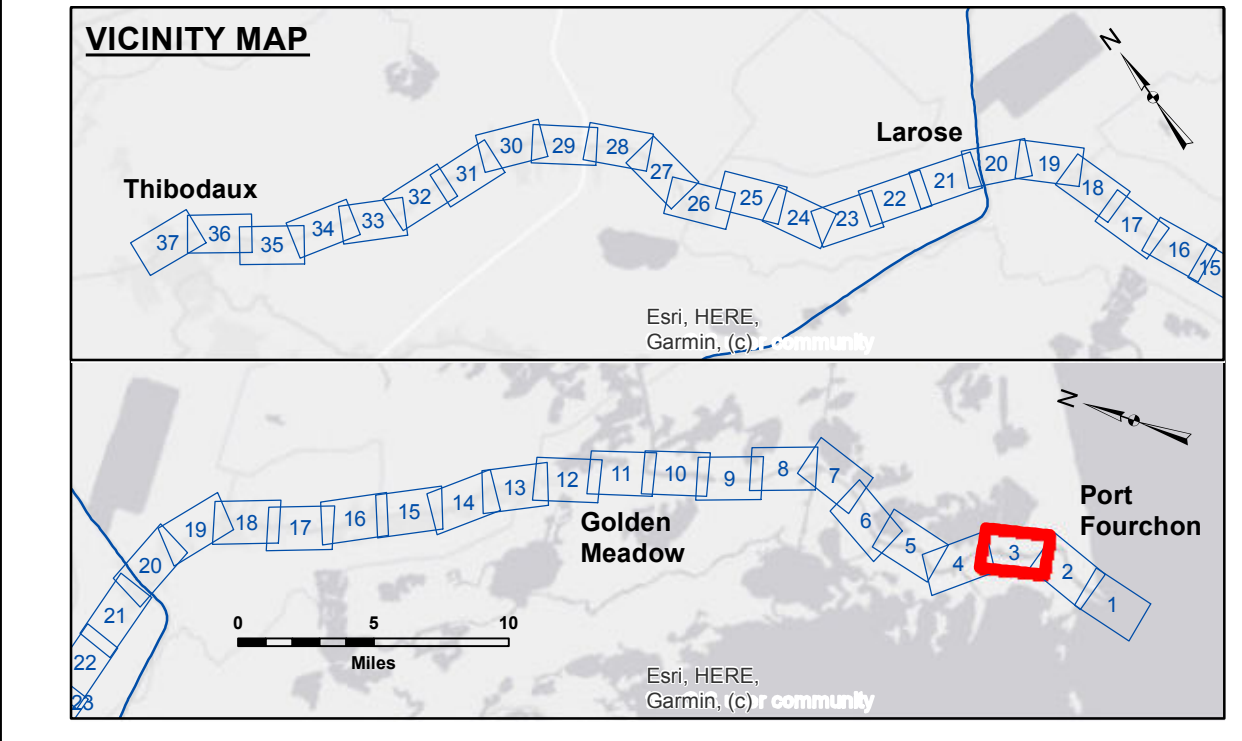 VICINITY MAP
N
Larose
Thibodaux
30 29 28 27 26 25 24 23 22 21 20 19 18 17 16 15
37 36 35 34 33 32 31
Esri, HERE,
Garmin, (c)
community
N
Port
Fourchon
Golden
Meadow
23 22 21 20 19 18 17 16 15 14 13 12 11 10 9 8 7 6 5 4 3 2 1
0 5 10
Miles
Esri, HERE,
Garmin, (c)
community